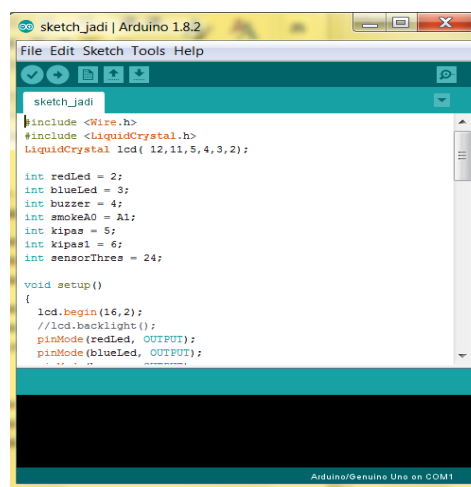 sketch_jadi | Arduino 1.8.2
File Edit Sketch Tools Help
sketch_jadi
#include <Wire.h>
#include <LiquidCrystal.h>
LiquidCrystal lcd( 12,11,5,4,3,2);
int redLed = 2;
int blueLed = 3;
int buzzer = 4;
int smokeA0 = A1;
int kipas = 5;
int kipas1 = 6;
int sensorThres = 24;
void setup()
{
lcd.begin(16,2);
//lcd.backlight();
pinMode(redLed, OUTPUT);
pinMode(blueLed, OUTPUT);
Arduino/Genuino Uno on COM1